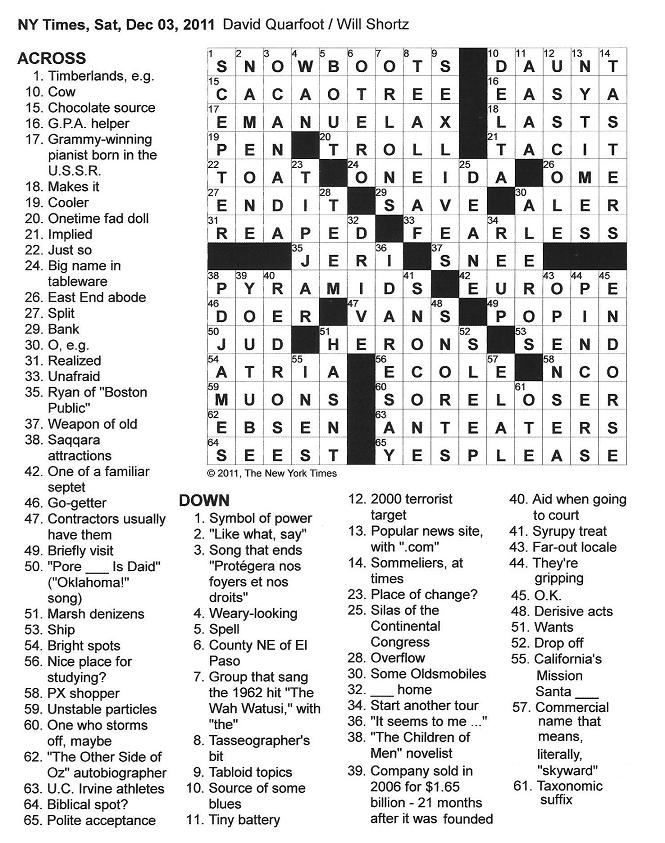 NY Times, Sat, Dec 03, 2011 David Quarfoot / Will Shortz
ACROSS
1. Timberlands, e.g.
10. Cow
15. Chocolate source
16. G.P.A. helper
17. Grammy-winning
pianist born in the
U.S.S.R.
18. Makes it
19. Cooler
20. Onetime fad doll
21. Implied
22. Just so
24. Big name in
tableware
26. East End abode
27. Split
29. Bank
30. O, e.g.
31. Realized
33. Unafraid
35. Ryan of "Boston
Public"
37. Weapon of old
38. Saqqara
attractions
42. One of a familiar
septet
46. Go-getter
47. Contractors usually
have them
49. Briefly visit
50. "Pore ___ Is Daid"
("Oklahoma!"
song)
51. Marsh denizens
53. Ship
54. Bright spots
56. Nice place for
studying?
58. PX shopper
59. Unstable particles
60. One who storms
off, maybe
62. "The Other Side of
Oz" autobiographer
63. U.C. Irvine athletes
64. Biblical spot?
65. Polite acceptance
1 2 3 4 5 6 7 8 9 10 11 12 13 14
S N O W B O O T S D A U N T
15 16
C A C A O T R E E E A S Y A
17 18
E M A N U E L A X L A S T S
19 20 21
P E N T R O L L T A C I T
22 23 24 25 26
T O A T O N E I D A O M E
27 28 29 30
E N D I T S A V E A L E R
31 32 33 34
R E A P E D F E A R L E S S
35 36 37
J E R I S N E E
38 39 40 41 42 43 44 45
P Y R A M I D S E U R O P E
46 47 48 49
D O E R V A N S P O P I N
50 51 52 53
J U D H E R O N S S E N D
54 55 56 57 58
A T R I A E C O L E N C O
59 60 61
M U O N S S O R E L O S E R
62 63
E B S E N A N T E A T E R S
64 65
S E E S T Y E S P L E A S E
© 2011, The New York Times
DOWN
1. Symbol of power
2. "Like what, say"
3. Song that ends
"Protégera nos
foyers et nos
droits"
4. Weary-looking
5. Spell
6. County NE of El
Paso
7. Group that sang
the 1962 hit "The
Wah Watusi," with
"the"
8. Tasseographer's
bit
9. Tabloid topics
10. Source of some
blues
11. Tiny battery
12. 2000 terrorist
target
13. Popular news site,
with ".com"
14. Sommeliers, at
times
23. Place of change?
25. Silas of the
Continental
Congress
28. Overflow
30. Some Oldsmobiles
32. ___ home
34. Start another tour
36. "It seems to me ..."
38. "The Children of
Men" novelist
39. Company sold in
2006 for $1.65
billion - 21 months
after it was founded
40. Aid when going
to court
41. Syrupy treat
43. Far-out locale
44. They're
gripping
45. O.K.
48. Derisive acts
51. Wants
52. Drop off
55. California's
Mission
Santa ___
57. Commercial
name that
means,
literally,
"skyward"
61. Taxonomic
suffix